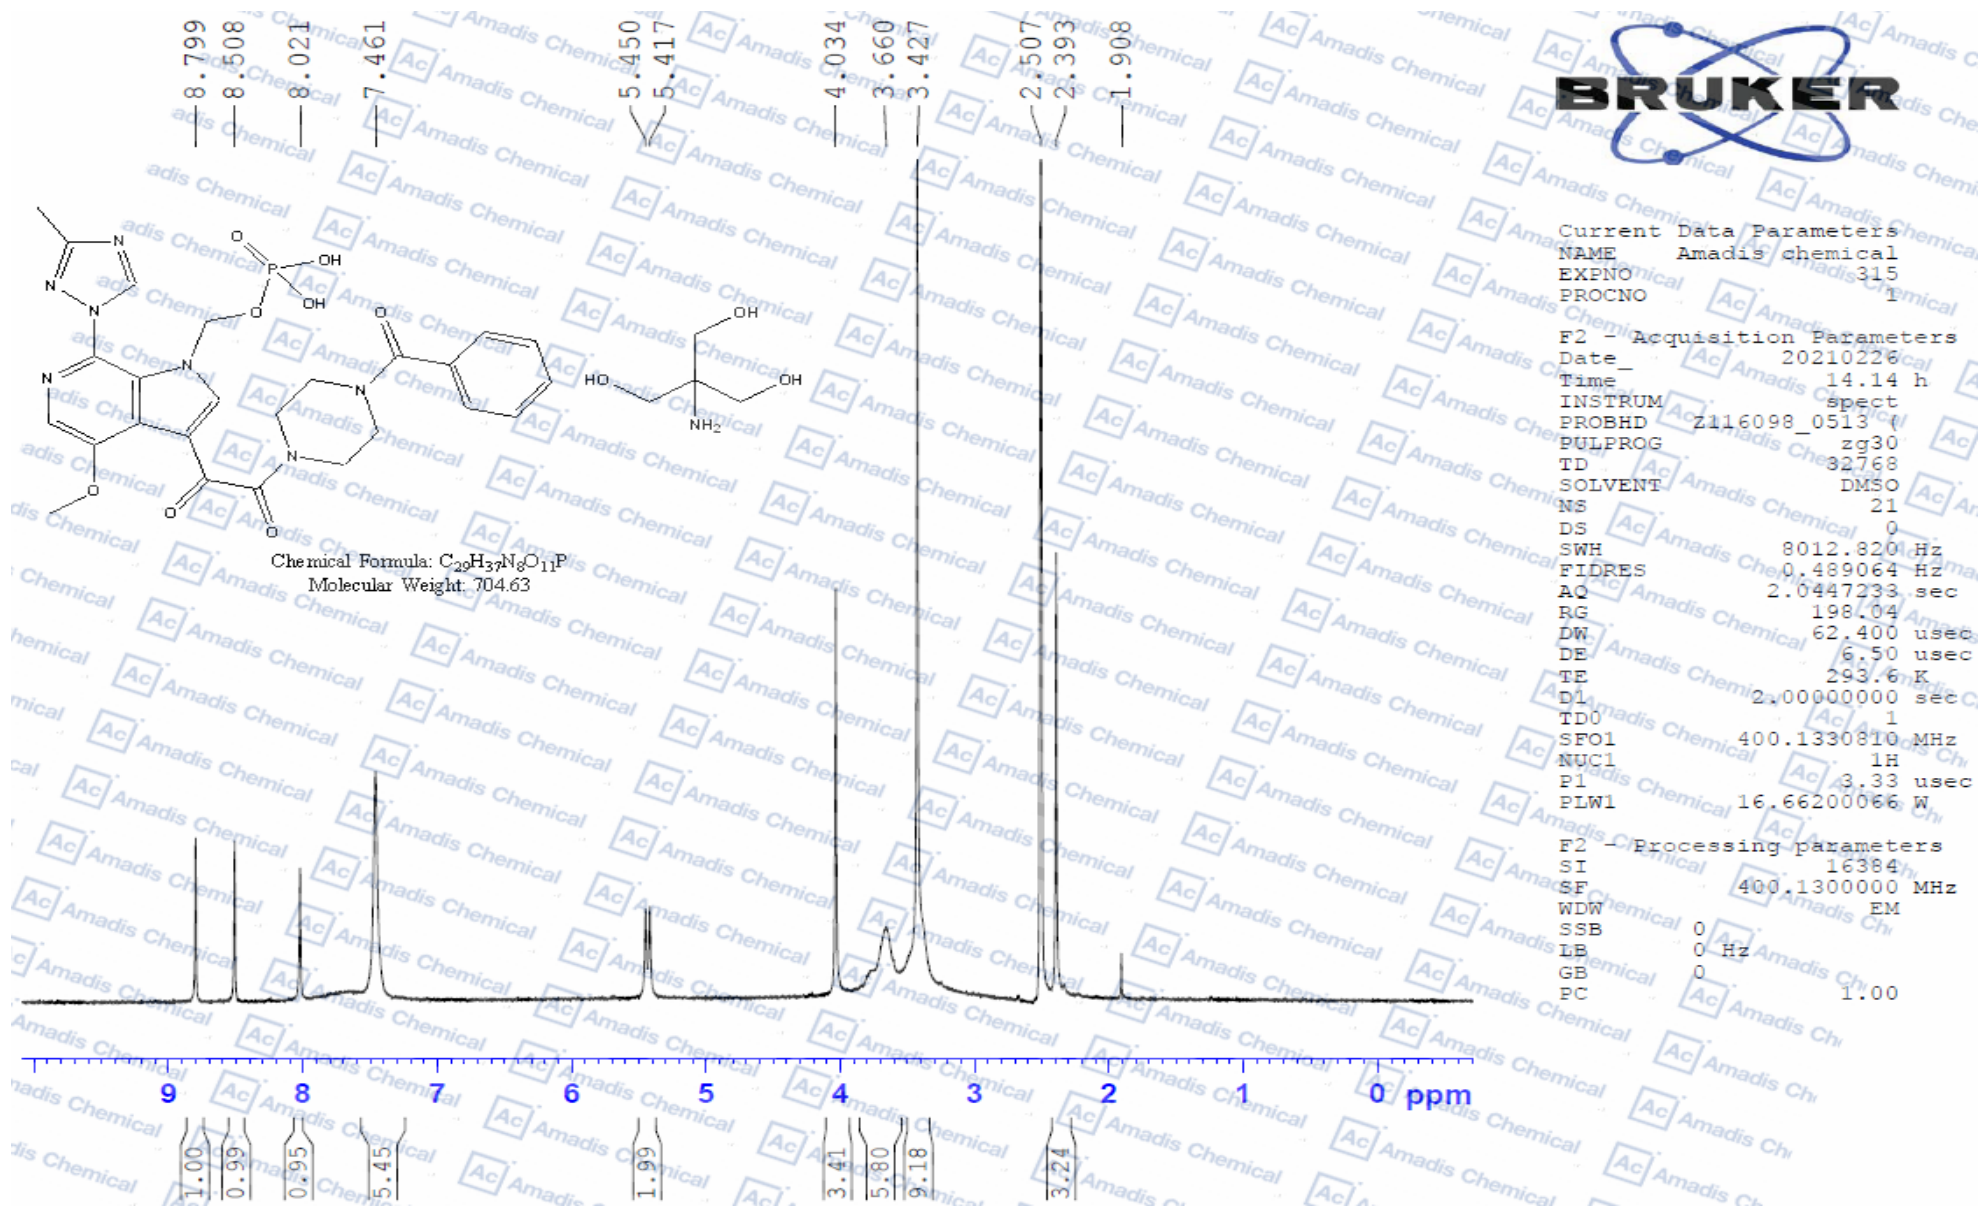 8.799
8.508
8.021
7.461
5.450
5.417
4.034
3.660
3.427
2.507
2.393
1.908
BRUKER
N
N
N
O
P
OH
OH
O
N
N
O
N
N
O
O
O
OH
HO
OH
NH2
Chemical Formula: C29H37N8O11P
Molecular Weight: 704.63
Current Data Parameters
NAME Amadis chemical
EXPNO 315
PROCNO 1
F2 - Acquisition Parameters
Date_ 20210226
Time 14.14 h
INSTRUM spect
PROBHD Z116098_0513 (
PULPROG zg30
TD 32768
SOLVENT DMSO
NS 21
DS 0
SWH 8012.820 Hz
FIDRES 0.489064 Hz
AQ 2.0447233 sec
RG 198.04
DW 62.400 usec
DE 6.50 usec
TE 293.6 K
D1 2.00000000 sec
TD0 1
SFO1 400.1330810 MHz
NUC1 1H
P1 3.33 usec
PLW1 16.66200066 W
F2 - Processing parameters
SI 16384
SF 400.1300000 MHz
WDW EM
SSB 0
LB 0 Hz
GB 0
PC 1.00
9 8 7 6 5 4 3 2 1 0 ppm
1.00
0.99
0.95
5.45
1.99
3.41
5.80
9.18
3.24
Ac Amadis Chemical